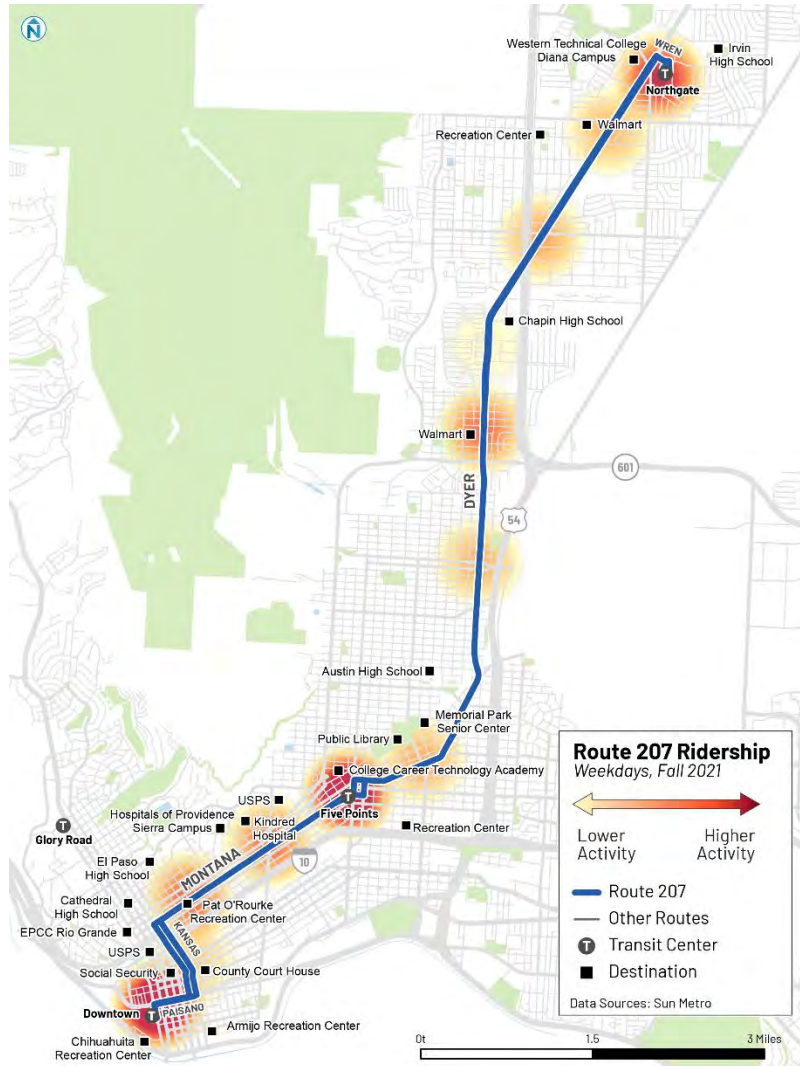 N
WREN
Western Technical College
Diana Campus
Irvin
High School
T
Northgate
Walmart
Recreation Center
Chapin High School
Walmart
601
DYER
54
Austin High School
Memorial Park
Senior Center
Public Library
College Career Technology Academy
T
Five Points
USPS
Hospitals of Providence
Sierra Campus
Kindred
Hospital
Recreation Center
T
Glory Road
10
MONTANA
El Paso
High School
Cathedral
High School
Pat O'Rourke
Recreation Center
EPCC Rio Grande
KANSAS
USPS
Social Security
County Court House
Downtown
T
PAISANO
Armijo Recreation Center
Chihuahuita
Recreation Center
Route 207 Ridership
Weekdays, Fall 2021
Lower
Activity
Higher
Activity
Route 207
Other Routes
T Transit Center
Destination
Data Sources: Sun Metro
0t 1.5 3 Miles